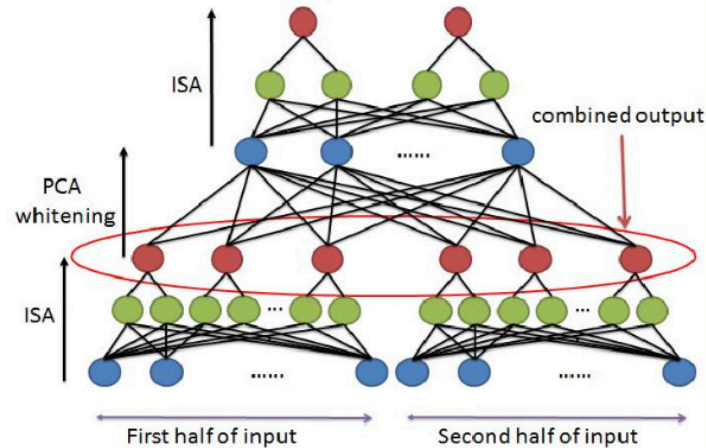 ISA
combined output
......
PCA
whitening
ISA
...
...
......
......
First half of input
Second half of input